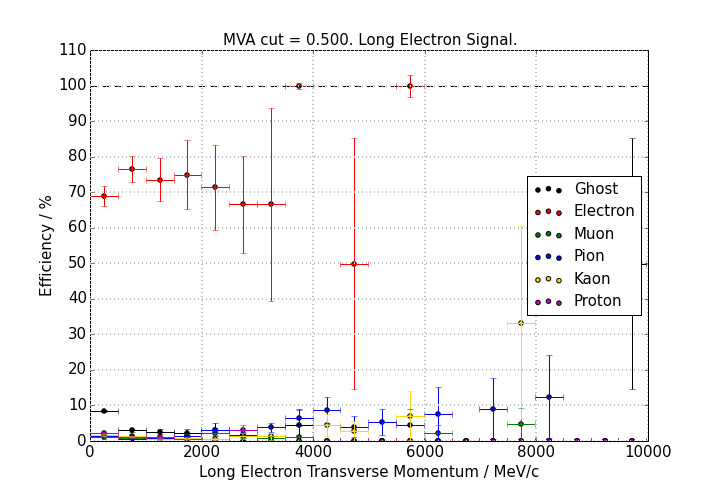 MVA cut = 0.500. Long Electron Signal.
110
100
90
80
70
60
50
40
30
20
10
0
Efficiency / %
Ghost
Electron
Muon
Pion
Kaon
Proton
0 2000 4000 6000 8000 10000
Long Electron Transverse Momentum / MeV/c